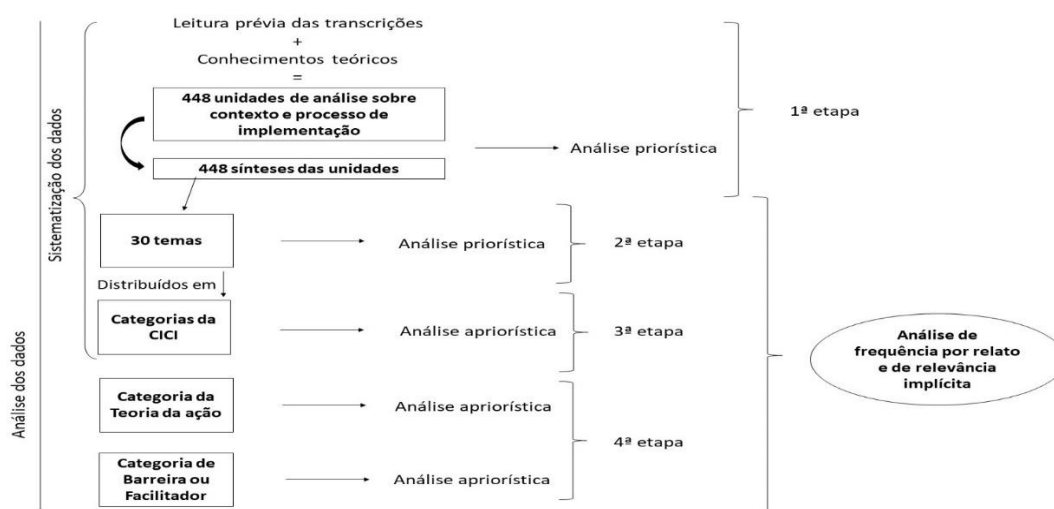 Leitura prévia das transcrições
+
Conhecimentos teóricos
=
448 unidades de análise sobre
contexto e processo de
implementação
448 sínteses das unidades
Análise priorística
1ª etapa
30 temas
Análise priorística
2ª etapa
Distribuídos em
Categorias da
CICI
Análise apriorística
3ª etapa
Categoria da
Teoria da ação
Análise apriorística
4ª etapa
Categoria de
Barreira ou
Facilitador
Análise apriorística
Análise de
frequência por relato
e de relevância
implícita
Sistematização dos dados
Análise dos dados